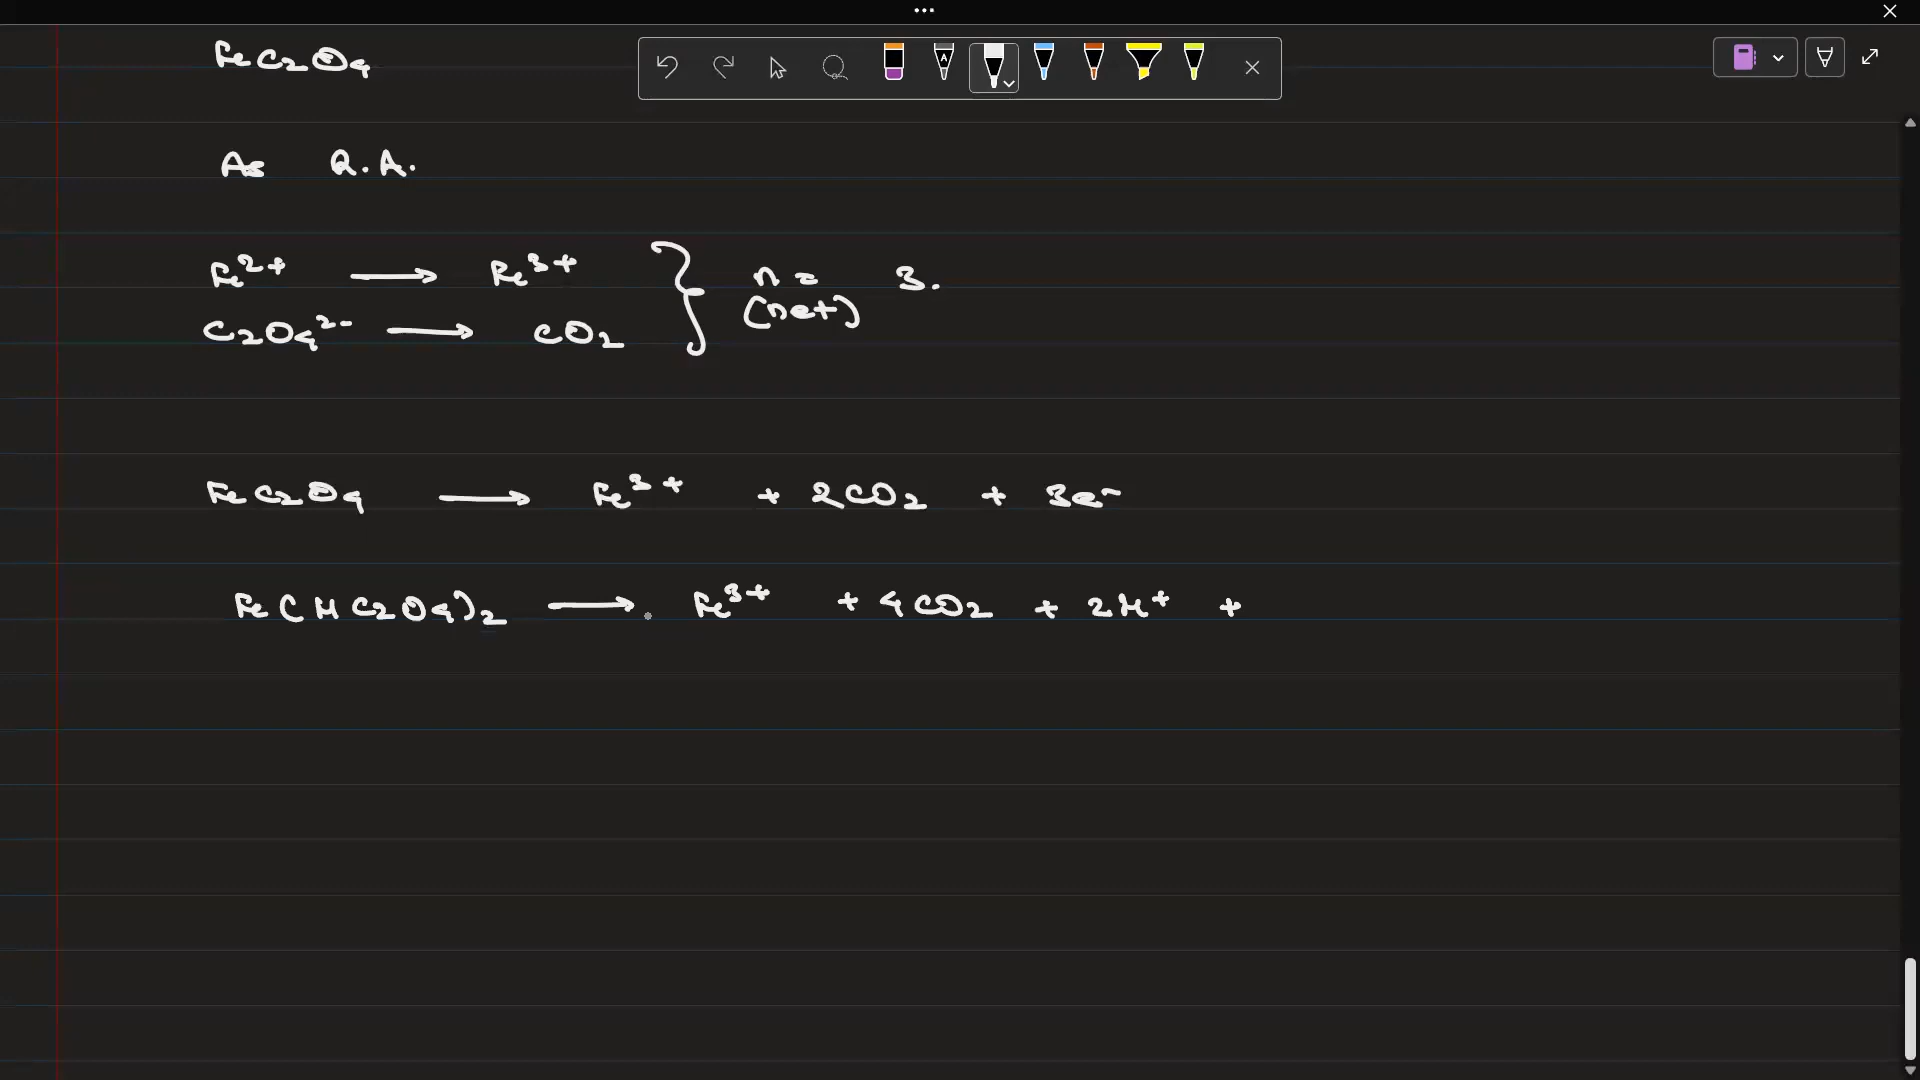 FeC2O4
As R.A.
Fe²⁺ ⟶ Fe³⁺
C2O4²⁻ ⟶ CO2
n = 3.
(net)
FeC2O4 ⟶ Fe³⁺ + 2CO2 + 3e⁻
Fe(HC2O4)2 ⟶ Fe³⁺ + 4CO2 + 2H⁺ +